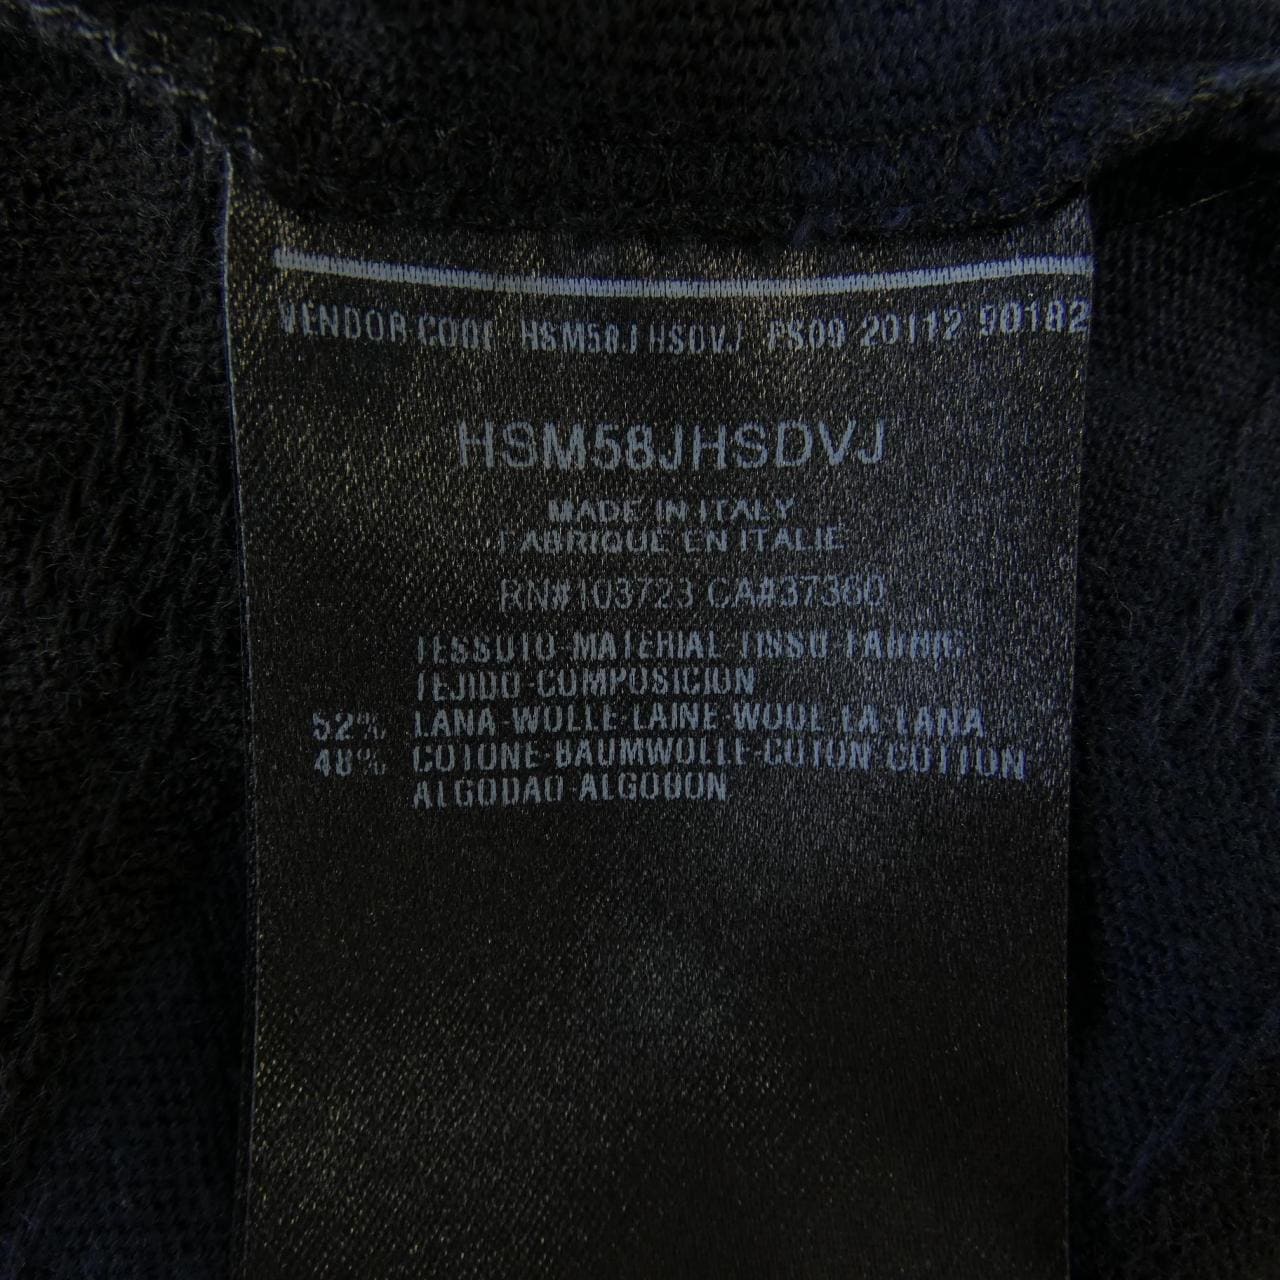 VENDOR CODE HSM58JHSDVJ PS09 20112 90182
HSM58JHSDVJ
MADE IN ITALY
FABRIQUE EN ITALIE
RN#103723 CA#37360
TESSUTO-MATERIAL-TISSU-FABRIC
TEJIDO-COMPOSICION
52% LANA-WOLLE-LAINE-WOOL-LA-LANA
48% COTONE-BAUMWOLLE-COTON-COTTON
ALGODAO-ALGODON